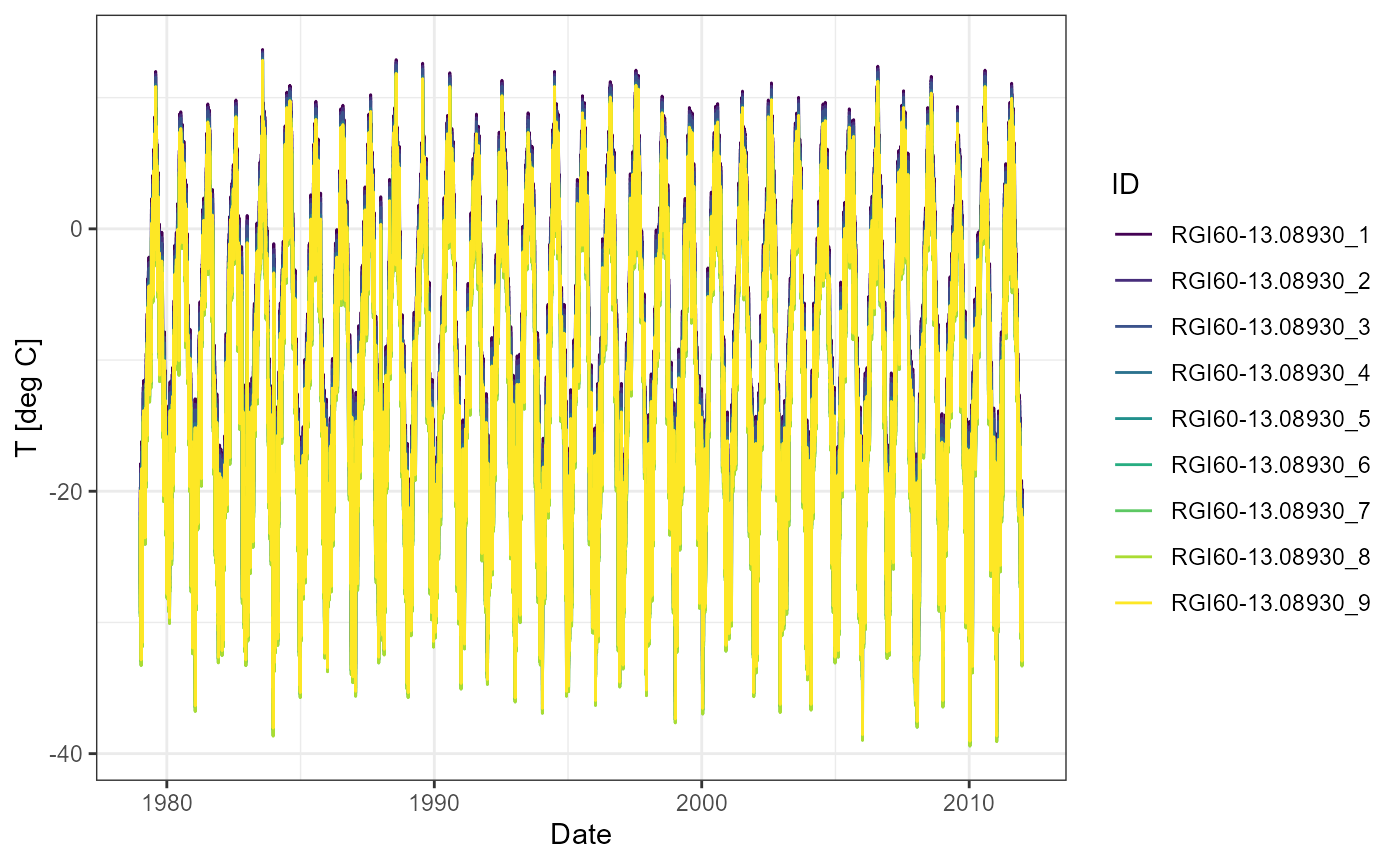 T [deg C]
0
-20
-40
1980
1990
2000
2010
Date
ID
RGI60-13.08930_1
RGI60-13.08930_2
RGI60-13.08930_3
RGI60-13.08930_4
RGI60-13.08930_5
RGI60-13.08930_6
RGI60-13.08930_7
RGI60-13.08930_8
RGI60-13.08930_9